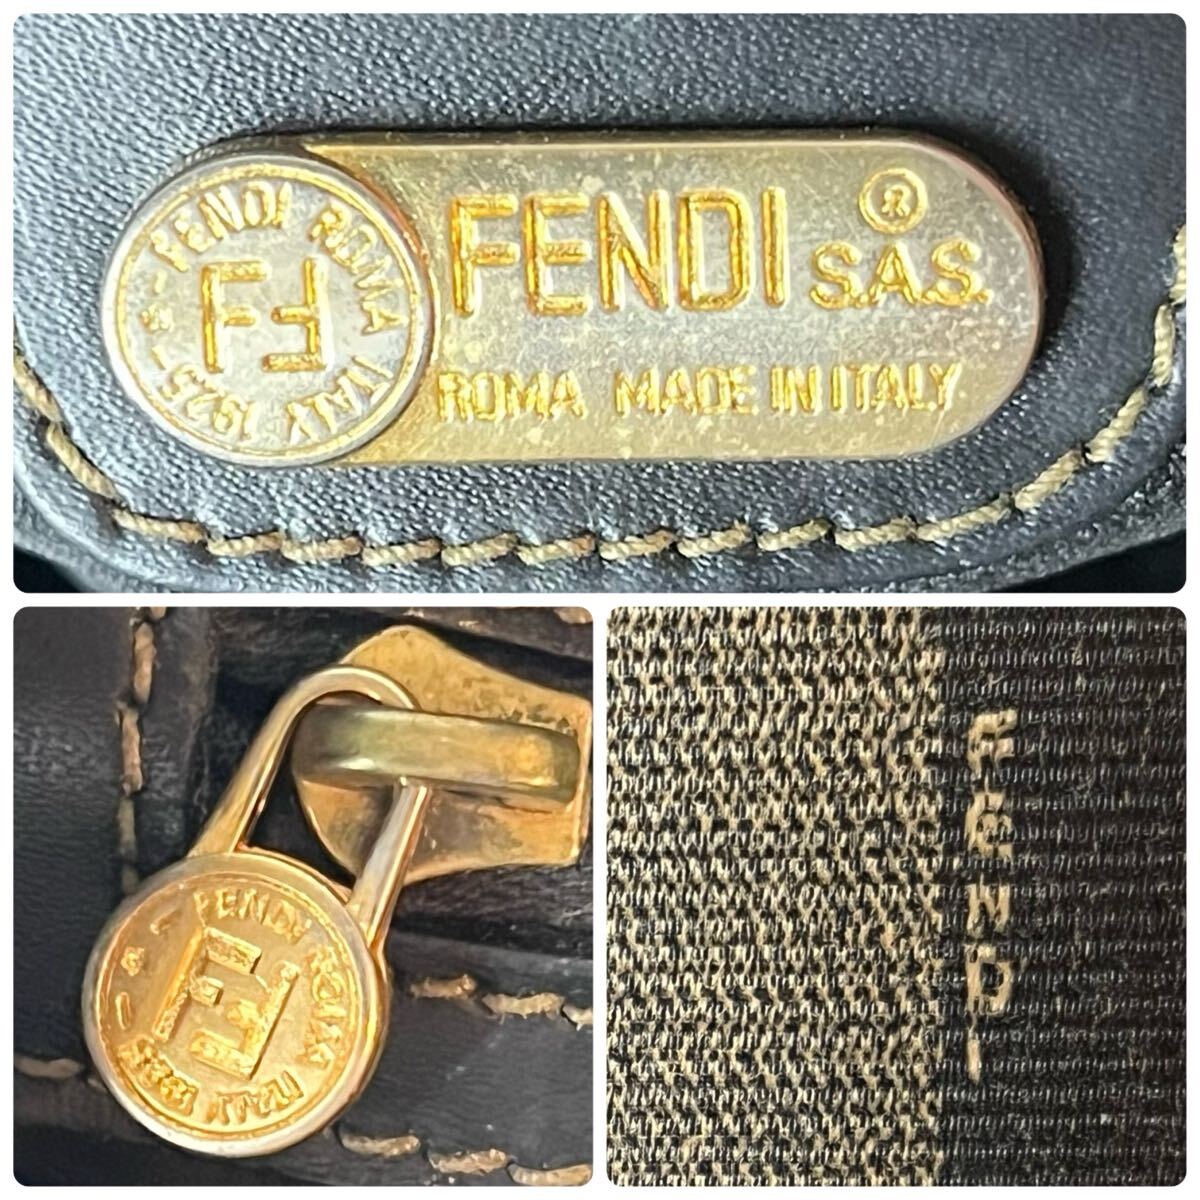 FENDI ® S.A.S.
ROMA MADE IN ITALY
FENDI ROMA ITALY 1925
FF
FENDI ROMA ITALY 1925
FF
FENDI